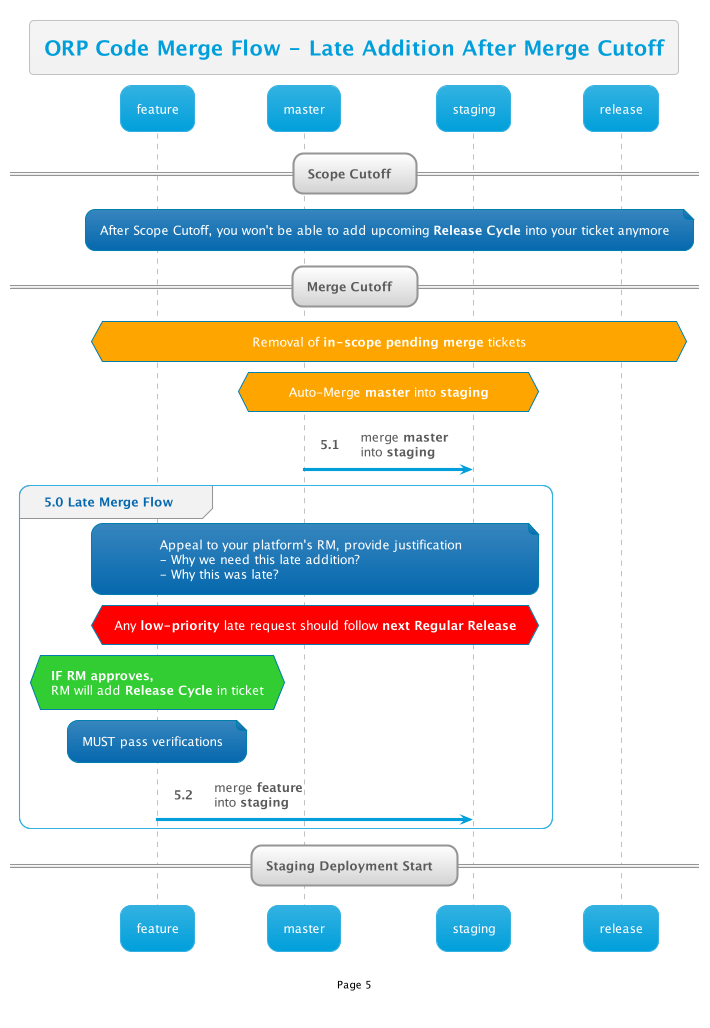 ORP Code Merge Flow - Late Addition After Merge Cutoff
feature
master
staging
release
Scope Cutoff
After Scope Cutoff, you won't be able to add upcoming Release Cycle into your ticket anymore
Merge Cutoff
Removal of in-scope pending merge tickets
Auto-Merge master into staging
5.1
merge master
into staging
5.0 Late Merge Flow
Appeal to your platform's RM, provide justification
- Why we need this late addition?
- Why this was late?
Any low-priority late request should follow next Regular Release
IF RM approves,
RM will add Release Cycle in ticket
MUST pass verifications
5.2
merge feature
into staging
Staging Deployment Start
feature
master
staging
release
Page 5